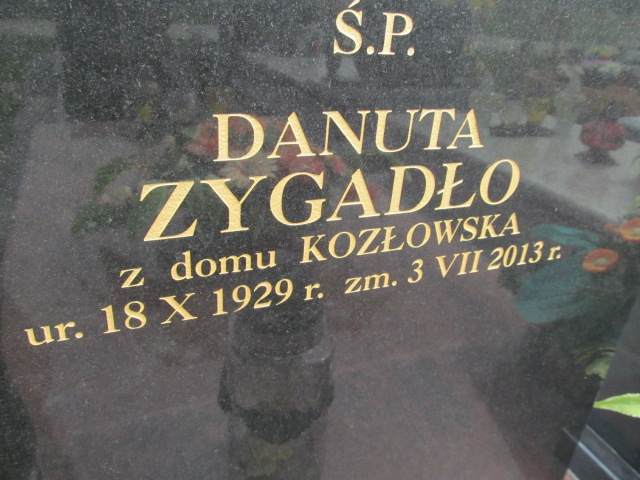 Ś.P.
DANUTA
ZYGADŁO
z domu KOZŁOWSKA
ur. 18 X 1929 r. zm. 3 VII 2013 r.